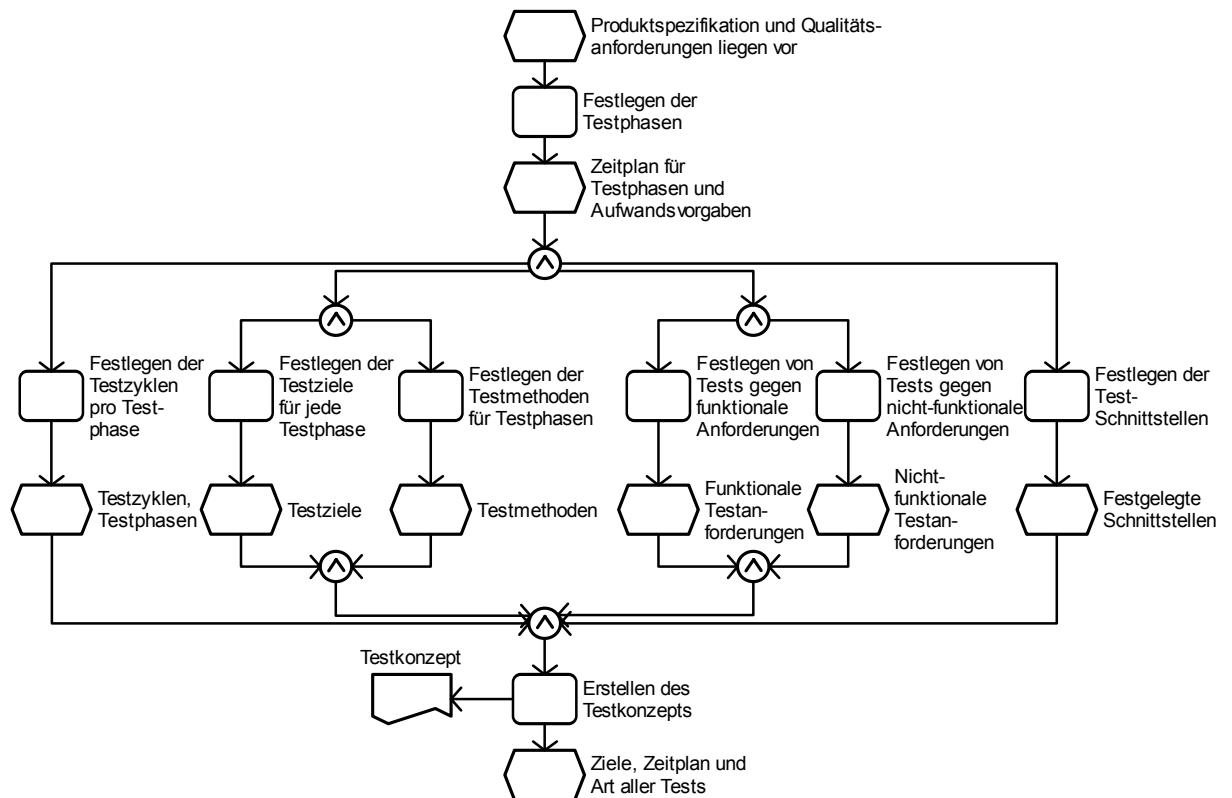 Produktspezifikation und Qualitäts-
anforderungen liegen vor
Festlegen der
Testphasen
Zeitplan für
Testphasen und
Aufwandsvorgaben
Festlegen der
Testzyklen
pro Test-
phase
Festlegen der
Testziele
für jede
Testphase
Festlegen der
Testmethoden
für Testphasen
Festlegen von
Tests gegen
funktionale
Anforderungen
Festlegen von
Tests gegen
nicht-funktionale
Anforderungen
Festlegen der
Test-
Schnittstellen
Testzyklen,
Testphasen
Testziele
Testmethoden
Funktionale
Testan-
forderungen
Nicht-
funktionale
Testan-
forderungen
Festgelegte
Schnittstellen
Testkonzept
Erstellen des
Testkonzepts
Ziele, Zeitplan und
Art aller Tests